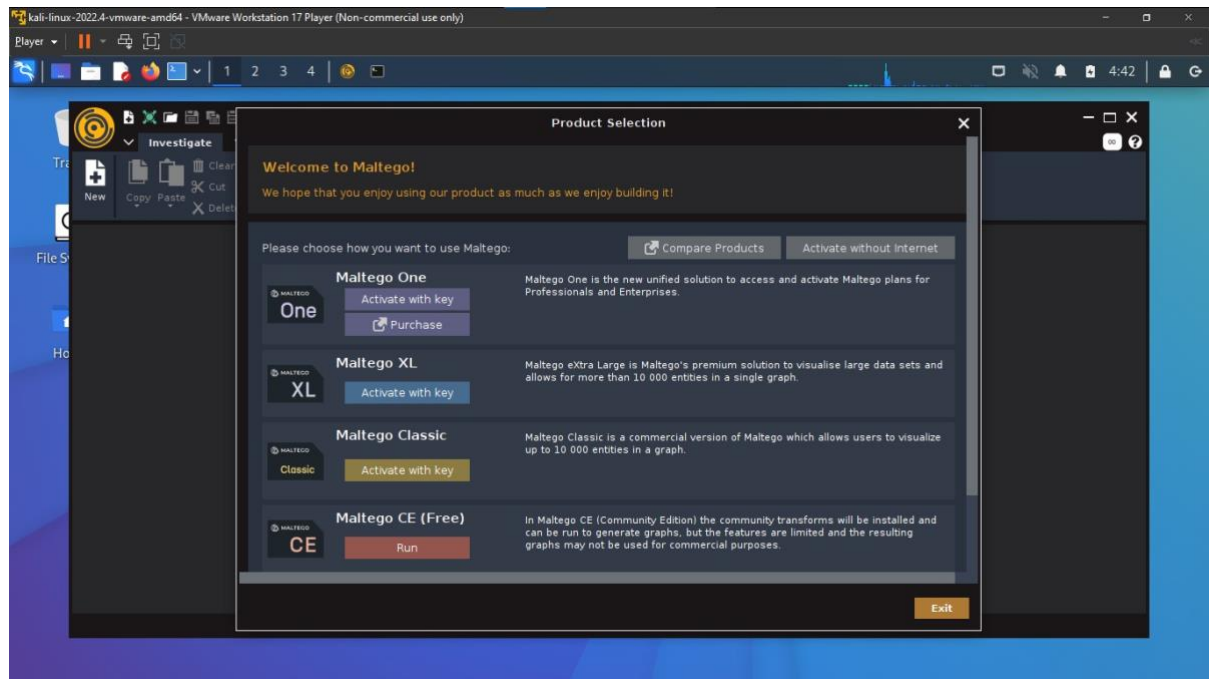 kali-linux-2022.4-vmware-amd64 - VMware Workstation 17 Player (Non-commercial use only)
Player
1 2 3 4
4:42
Investigate
New
Copy Paste
Clear
Cut
Product Selection
Welcome to Maltego!
We hope that you enjoy using our product as much as we enjoy building it!
Please choose how you want to use Maltego:
Compare Products
Activate without Internet
MALTEGO
One
Maltego One
Activate with key
Purchase
Maltego One is the new unified solution to access and activate Maltego plans for
Professionals and Enterprises.
MALTEGO
XL
Maltego XL
Activate with key
Maltego eXtra Large is Maltego's premium solution to visualise large data sets and
allows for more than 10 000 entities in a single graph.
MALTEGO
Classic
Maltego Classic
Activate with key
Maltego Classic is a commercial version of Maltego which allows users to visualize
up to 10 000 entities in a graph.
MALTEGO
CE
Maltego CE (Free)
Run
In Maltego CE (Community Edition) the community transforms will be installed and
can be run to generate graphs, but the features are limited and the resulting
graphs may not be used for commercial purposes.
Exit